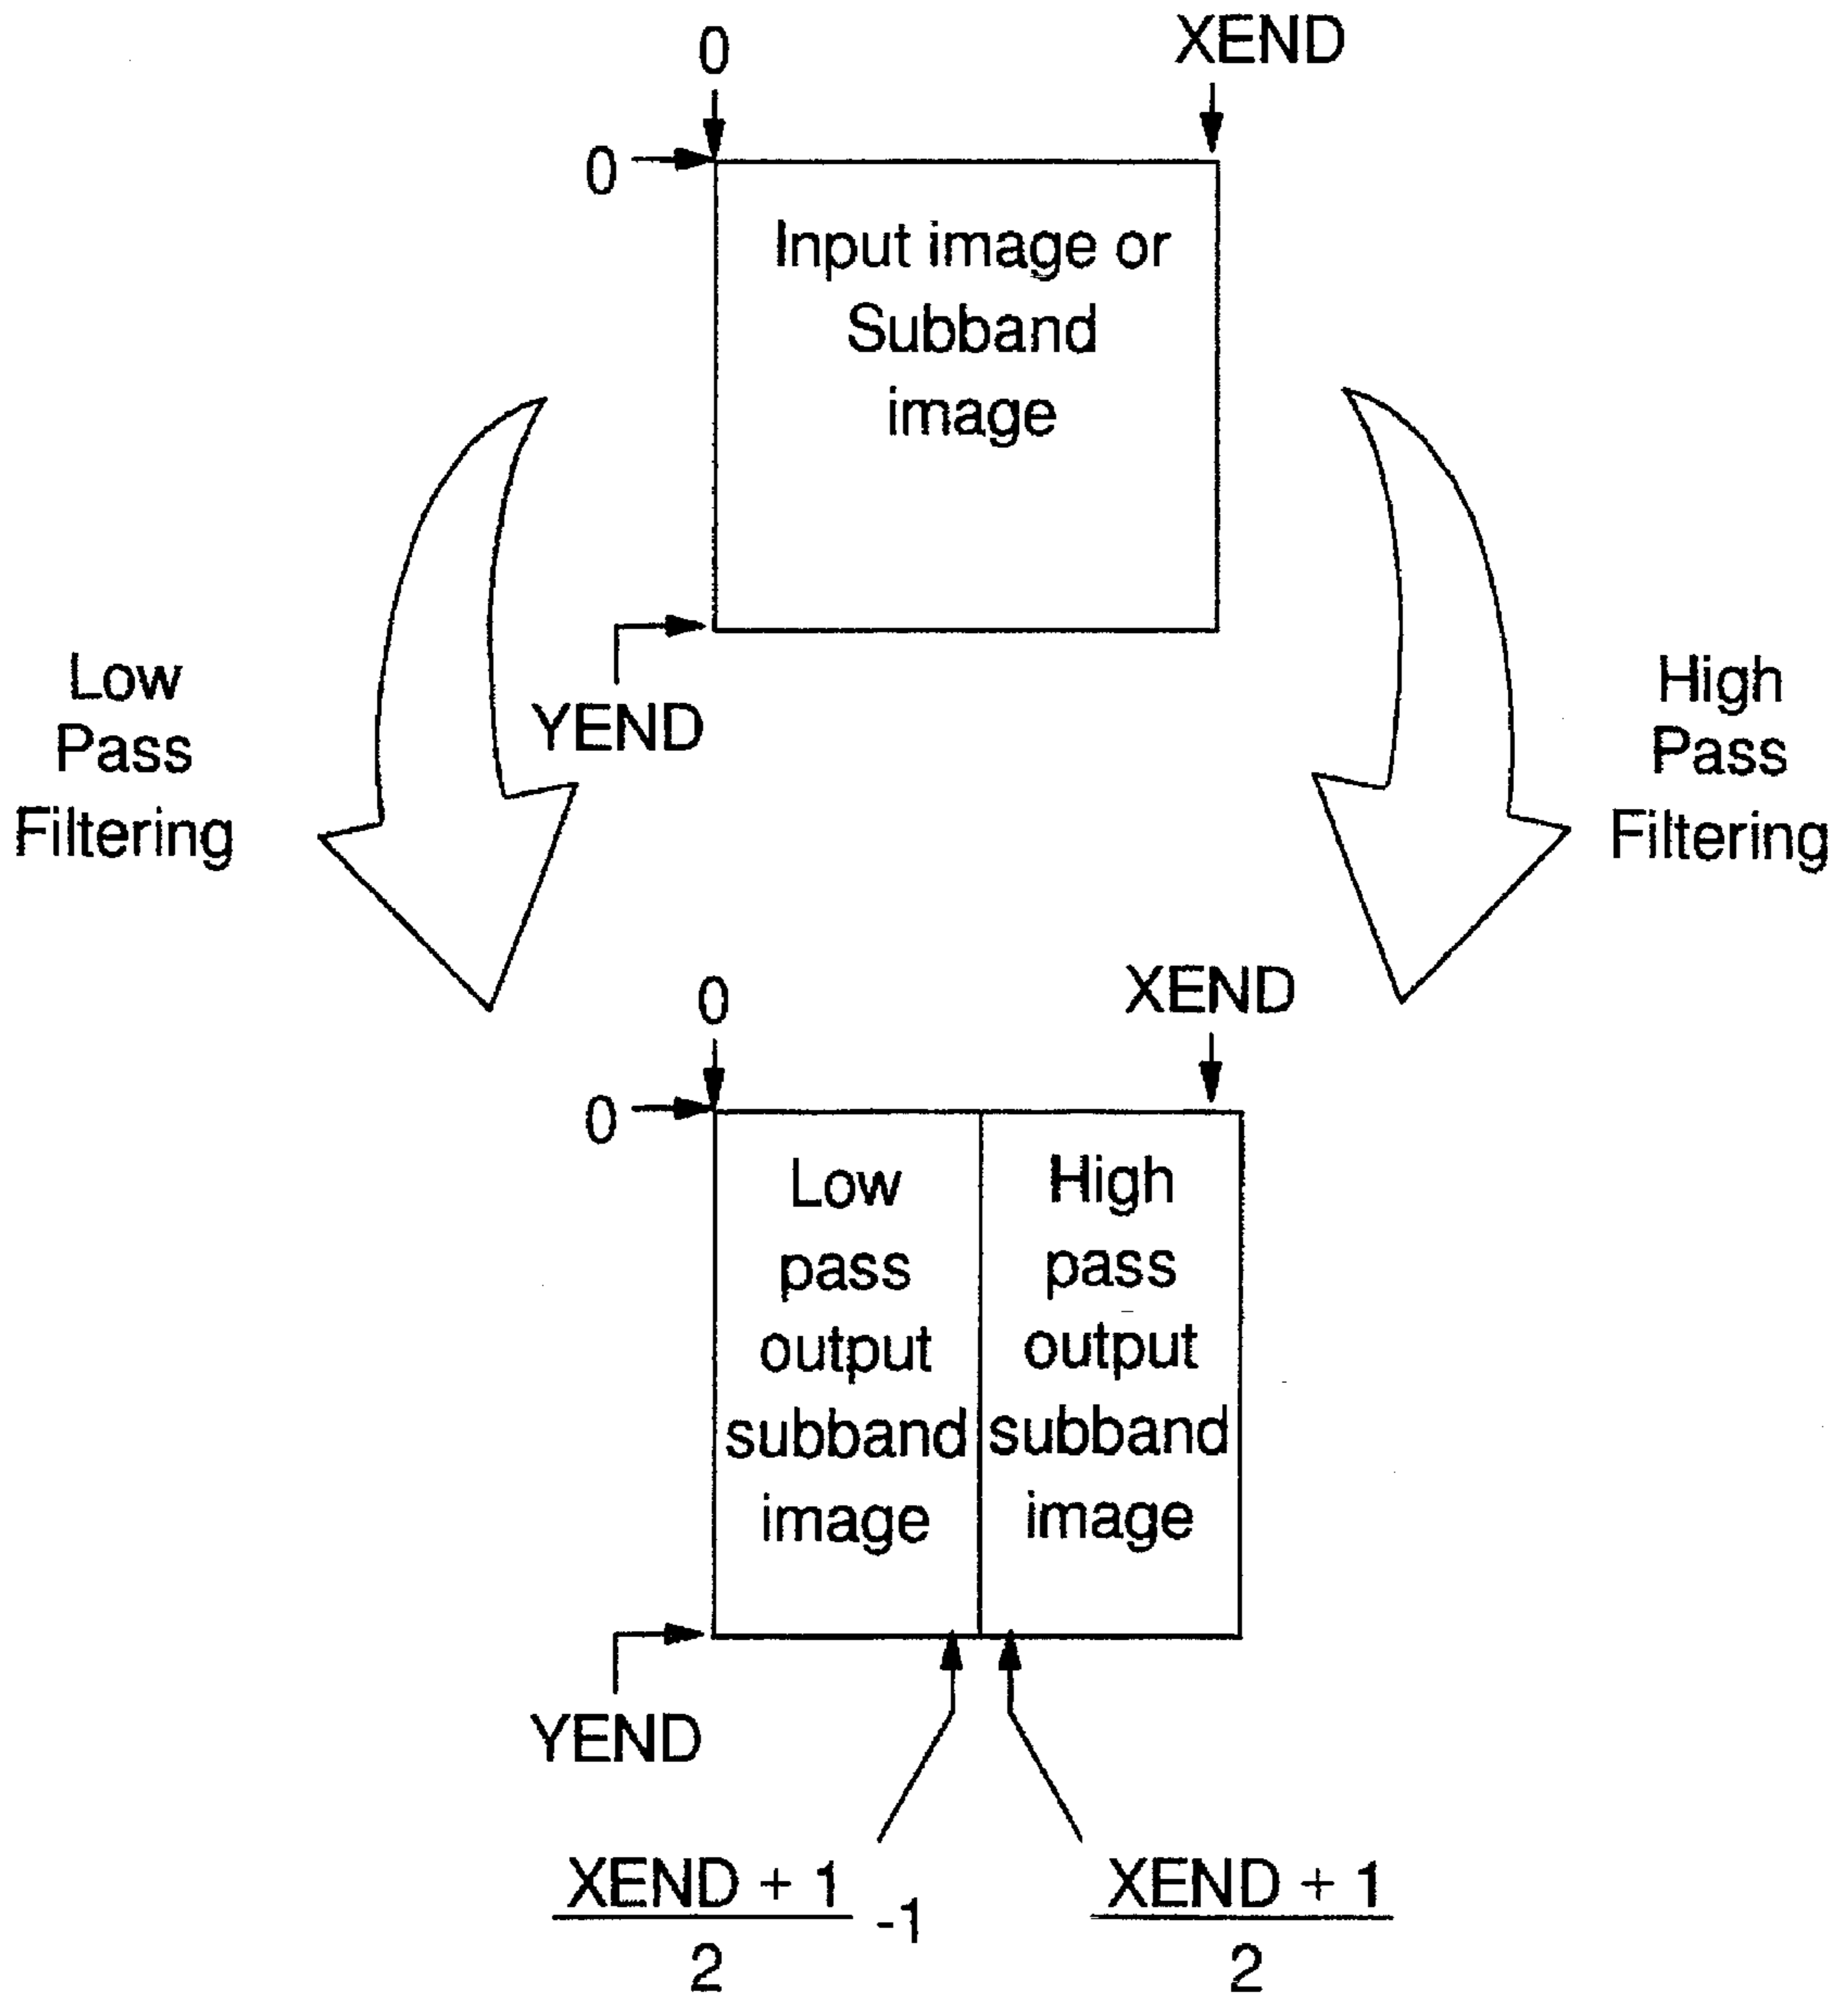 0
XEND
0
Input image or
Subband
image
YEND
Low
Pass
Filtering
High
Pass
Filtering
0
XEND
0
Low
pass
output
subband
image
High
pass
output
subband
image
YEND
XEND + 1
2
-1
XEND + 1
2